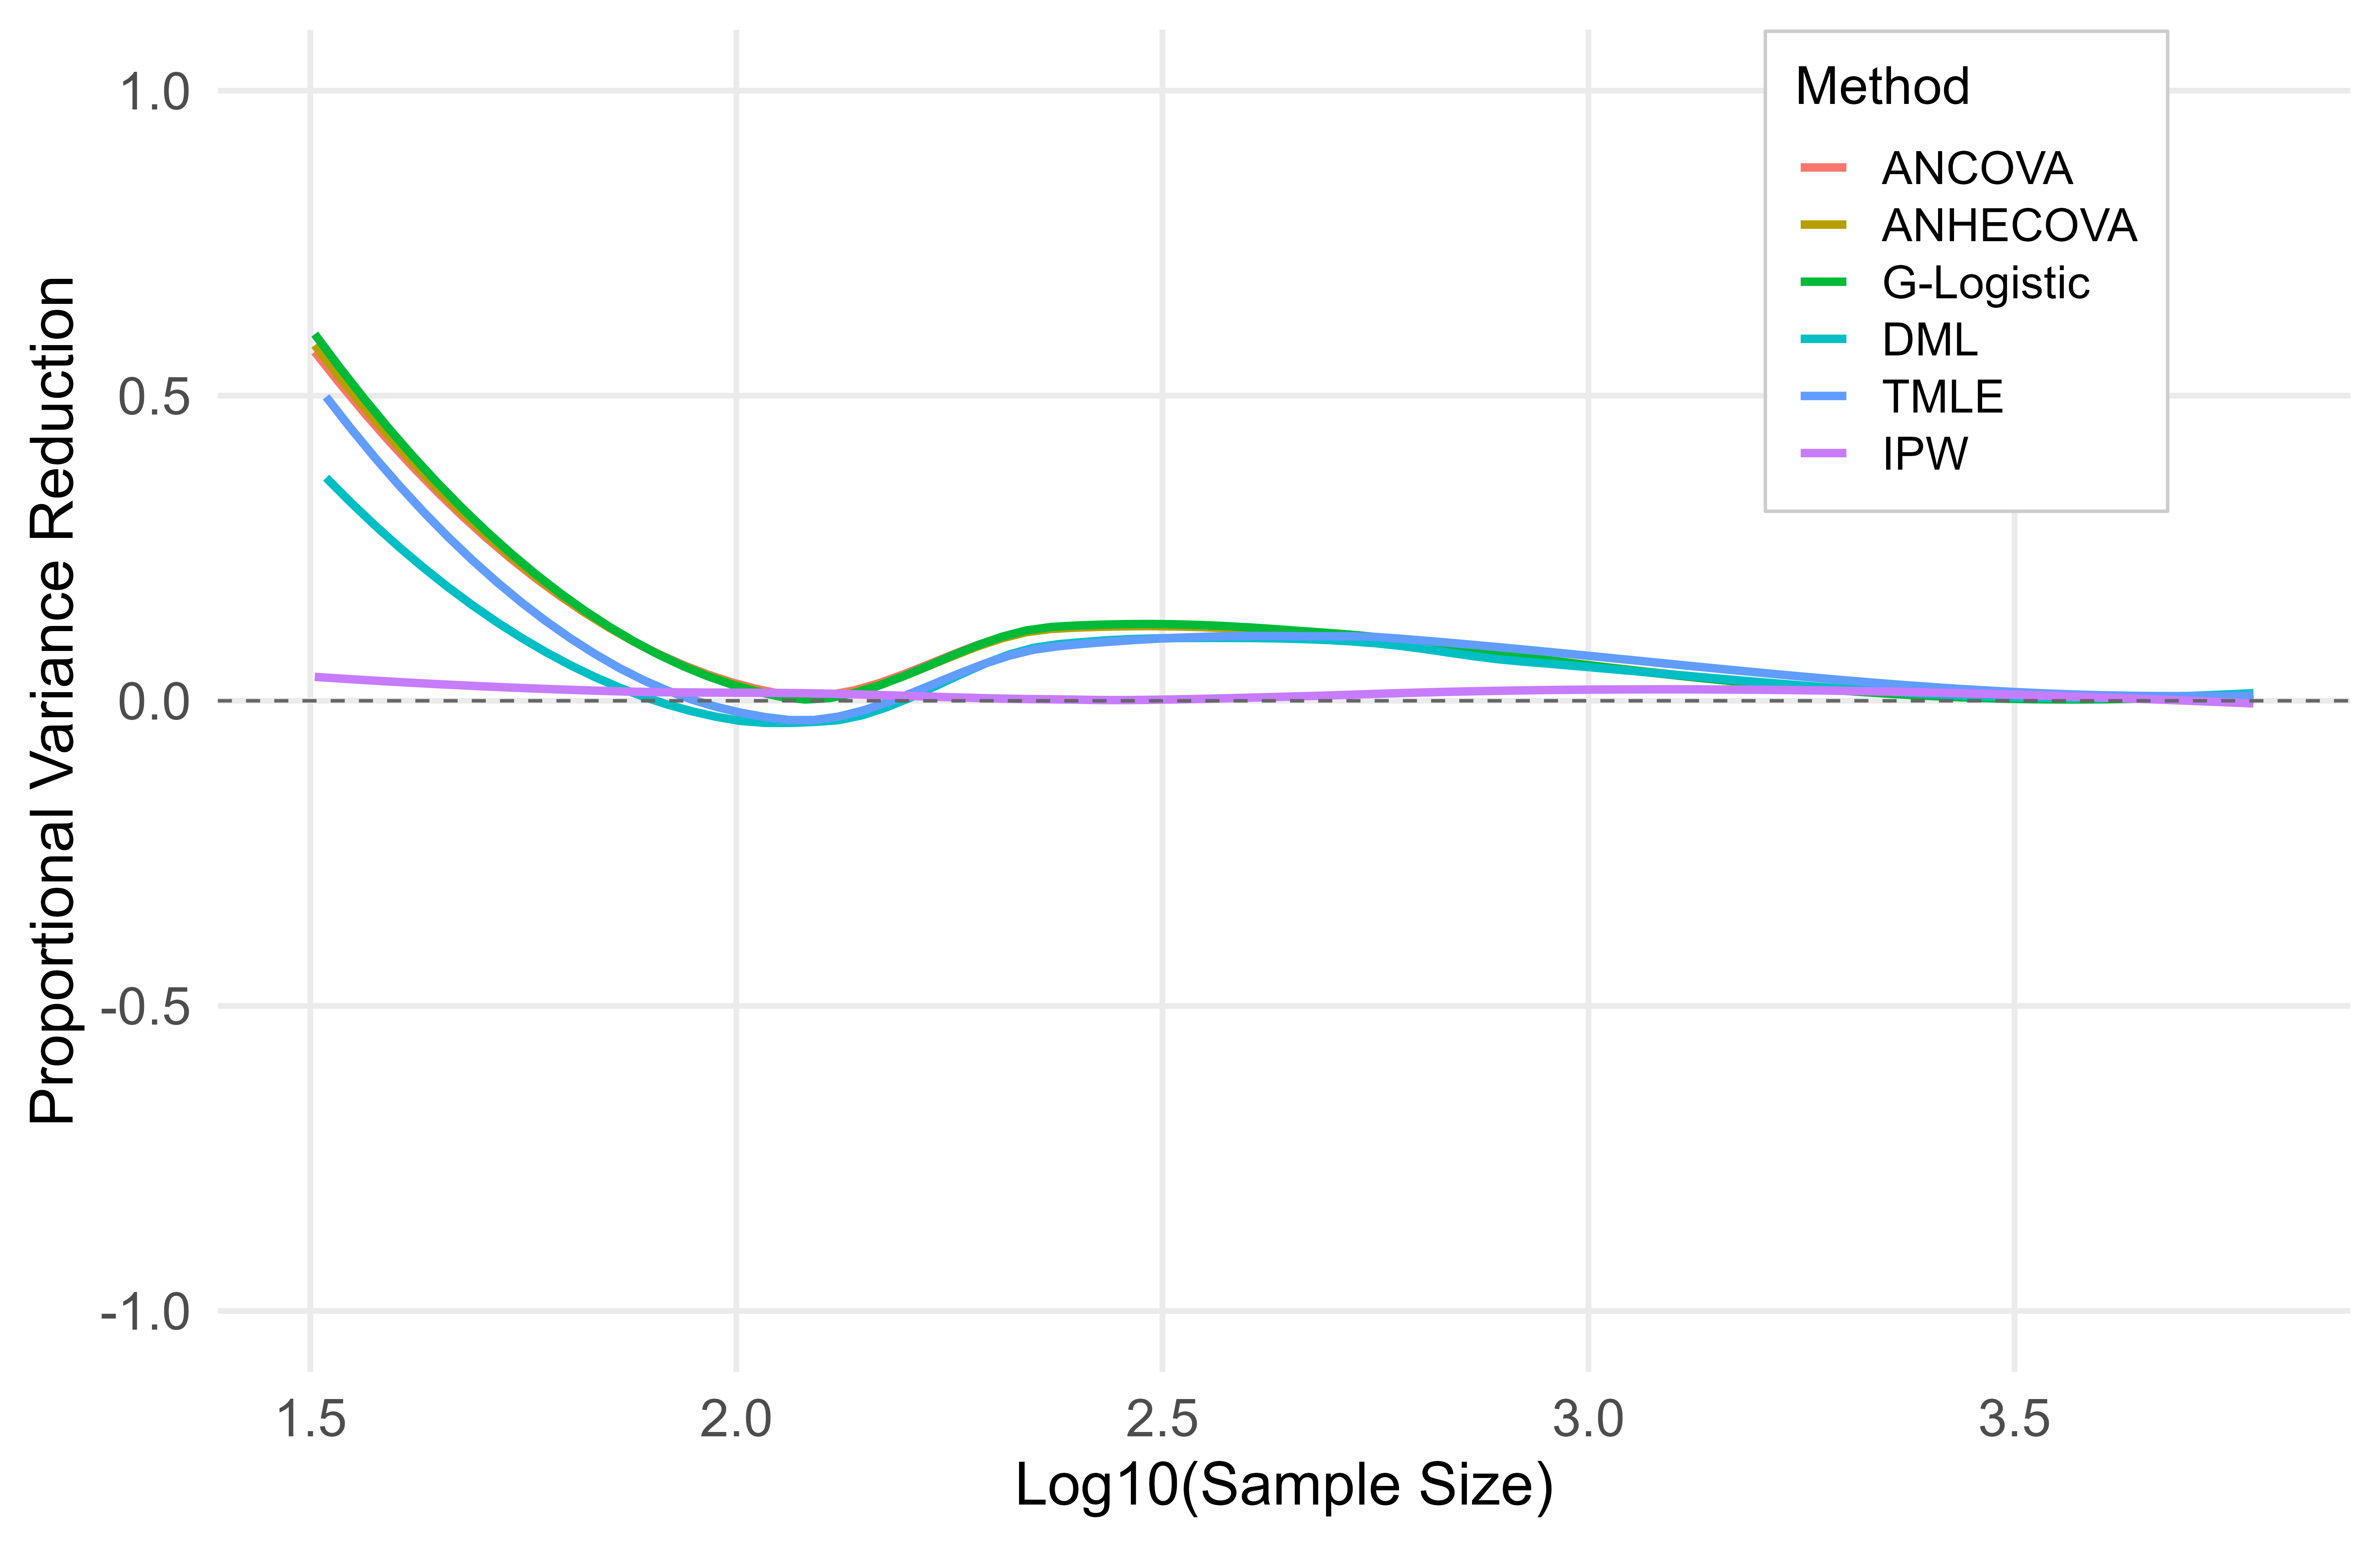 Proportional Variance Reduction
1.0
0.5
0.0
-0.5
-1.0
Method
ANCOVA
ANHECOVA
G-Logistic
DML
TMLE
IPW
1.5 2.0 2.5 3.0 3.5
Log10(Sample Size)